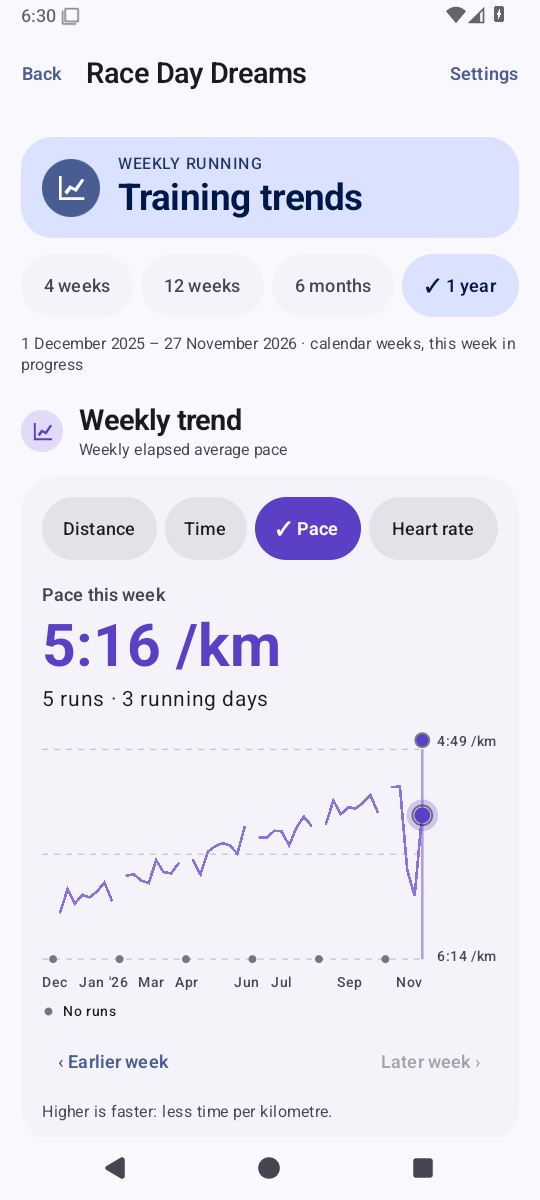 6:30
Back
Race Day Dreams
Settings
WEEKLY RUNNING
Training trends
4 weeks
12 weeks
6 months
✓ 1 year
1 December 2025 – 27 November 2026 · calendar weeks, this week in
progress
Weekly trend
Weekly elapsed average pace
Distance
Time
✓ Pace
Heart rate
Pace this week
5:16 /km
5 runs · 3 running days
4:49 /km
6:14 /km
Dec Jan '26 Mar Apr Jun Jul Sep Nov
No runs
‹ Earlier week
Later week ›
Higher is faster: less time per kilometre.